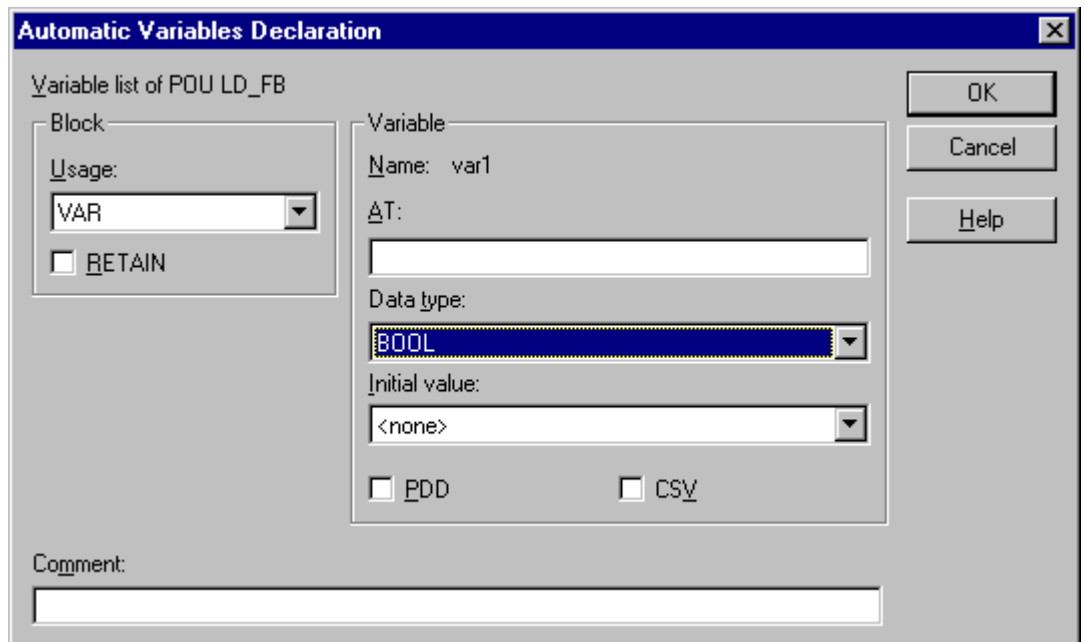 Automatic Variables Declaration
Variable list of POU LD_FB
OK
Block
Variable
Cancel
Usage:
Name: var1
VAR
AT:
Help
RETAIN
Data type:
BOOL
Initial value:
<none>
PDD
CSV
Comment: